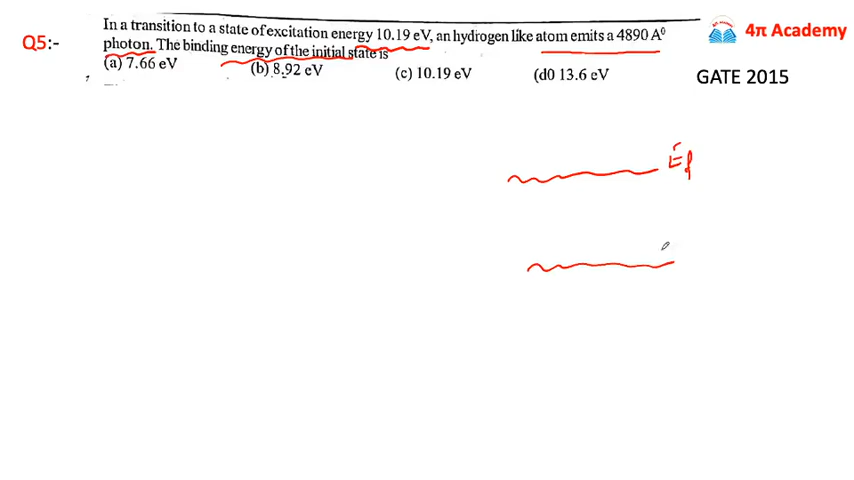 Q5:-
In a transition to a state of excitation energy 10.19 eV, an hydrogen like atom emits a 4890 A⁰
photon. The binding energy of the initial state is
(a) 7.66 eV (b) 8.92 eV (c) 10.19 eV (d0 13.6 eV
4π Academy
GATE 2015
Ef